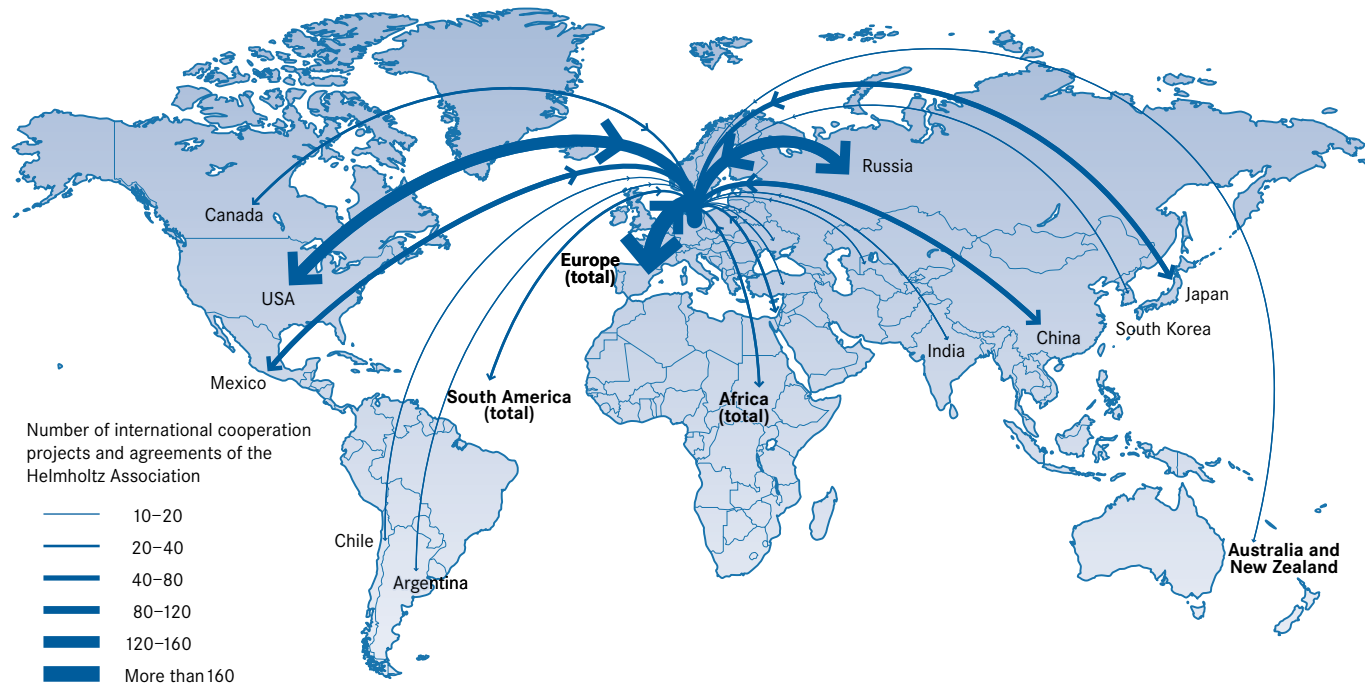 Russia
Canada
Europe
(total)
USA
Japan
South Korea
China
India
Mexico
South America
(total)
Africa
(total)
Number of international cooperation
projects and agreements of the
Helmholtz Association
10–20
20–40
40–80
80–120
120–160
More than 160
Chile
Argentina
Australia and
New Zealand